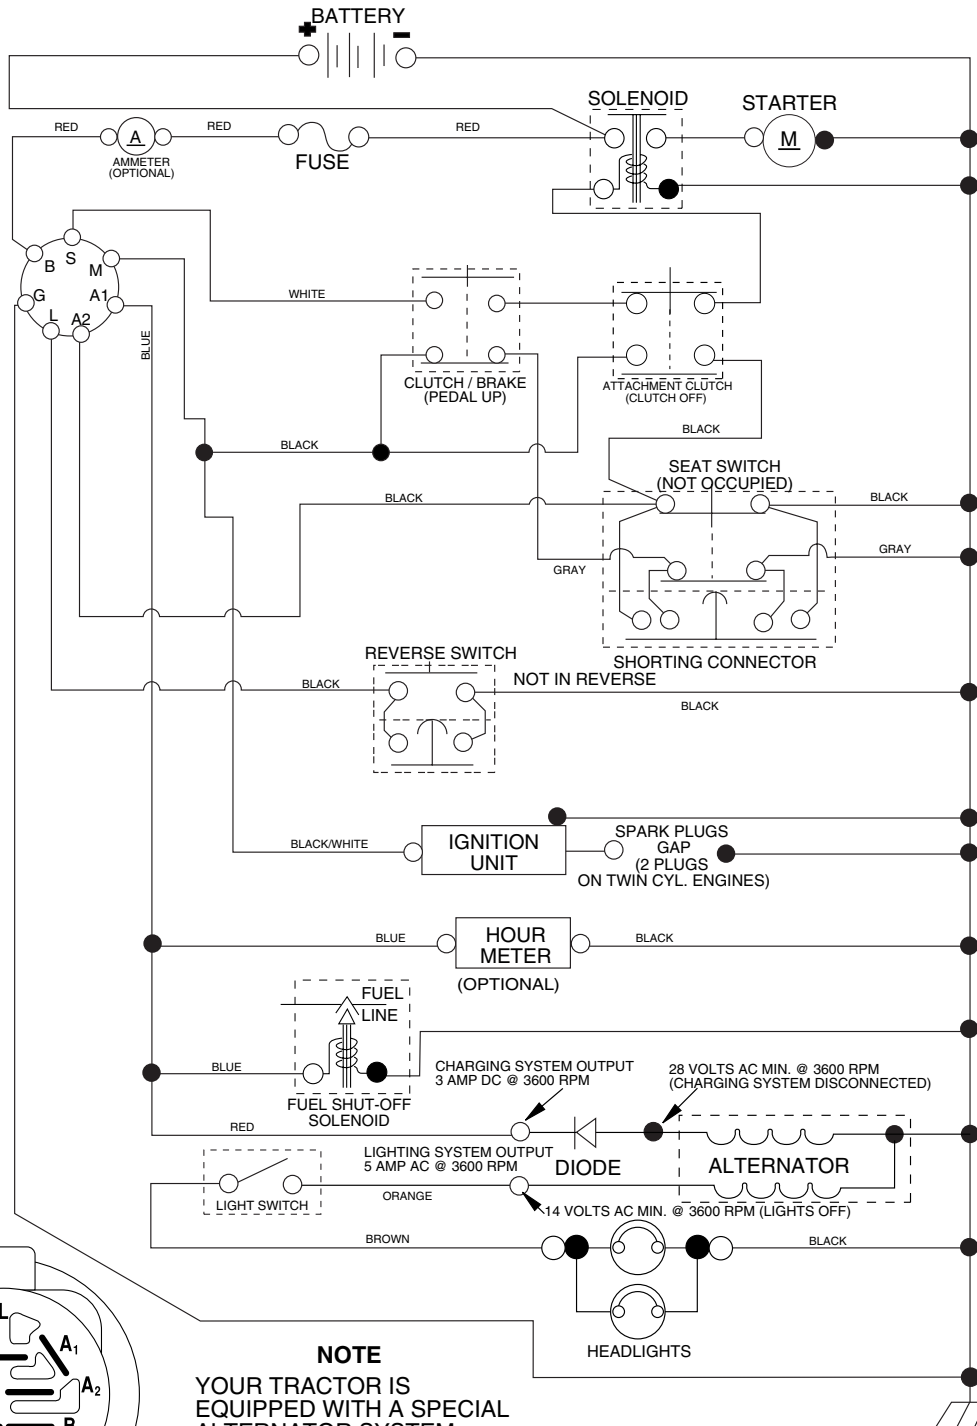 BATTERY
+ -
SOLENOID
STARTER
RED
A
RED
RED
M
AMMETER
(OPTIONAL)
FUSE
B
S
M
G
A1
L
A2
WHITE
BLUE
CLUTCH / BRAKE
(PEDAL UP)
ATTACHMENT CLUTCH
(CLUTCH OFF)
BLACK
BLACK
SEAT SWITCH
(NOT OCCUPIED)
BLACK
BLACK
GRAY
GRAY
REVERSE SWITCH
SHORTING CONNECTOR
NOT IN REVERSE
BLACK
BLACK
BLACK/WHITE
IGNITION
UNIT
SPARK PLUGS
GAP
(2 PLUGS
ON TWIN CYL. ENGINES)
BLUE
HOUR
METER
BLACK
(OPTIONAL)
FUEL
LINE
BLUE
CHARGING SYSTEM OUTPUT
3 AMP DC @ 3600 RPM
28 VOLTS AC MIN. @ 3600 RPM
(CHARGING SYSTEM DISCONNECTED)
FUEL SHUT-OFF
SOLENOID
RED
LIGHTING SYSTEM OUTPUT
5 AMP AC @ 3600 RPM
DIODE
ALTERNATOR
LIGHT SWITCH
ORANGE
14 VOLTS AC MIN. @ 3600 RPM (LIGHTS OFF)
BROWN
BLACK
HEADLIGHTS
L
A1
A2
B
NOTE
YOUR TRACTOR IS
EQUIPPED WITH A SPECIAL
ALTERNATOR SYSTEM